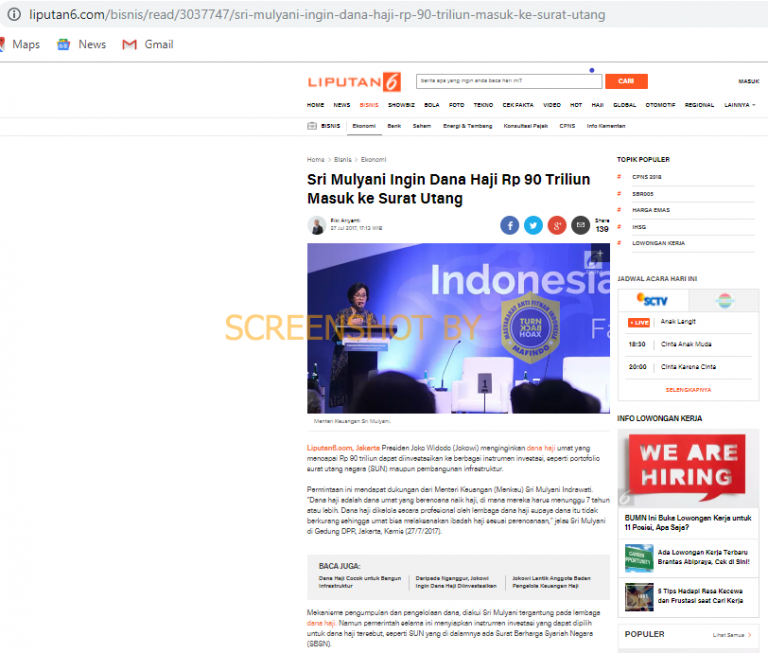 liputan6.com/bisnis/read/3037747/sri-mulyani-ingin-dana-haji-rp-90-triliun-masuk-ke-surat-utang
Maps News Gmail
LIPUTAN 6 berita apa yang ingin anda baca hari ini? CARI MASUK
HOME NEWS BISNIS SHOWBIZ BOLA FOTO TEKNO CEK FAKTA VIDEO HOT HAJI GLOBAL OTOMOTIF REGIONAL LAINNYA
BISNIS Ekonomi Bank Saham Energi & Tambang Konsultasi Pajak CPNS Info Kementan
Home > Bisnis > Ekonomi
Sri Mulyani Ingin Dana Haji Rp 90 Triliun
Masuk ke Surat Utang
Fiki Ariyanti
27 Jul 2017, 17:13 WIB
Share
139
Indonesia
Fa
SCREENSHOT BY
MASYARAKAT ANTI FITNAH INDONESIA
TURN
BACK
HOAX
MAFINDO
1
Menteri Keuangan Sri Mulyani.
Liputan6.com, Jakarta Presiden Joko Widodo (Jokowi) menginginkan dana haji umat yang
mencapai Rp 90 triliun dapat diinvestasikan ke berbagai instrumen investasi, seperti portofolio
surat utang negara (SUN) maupun pembangunan infrastruktur.
Permintaan ini mendapat dukungan dari Menteri Keuangan (Menkeu) Sri Mulyani Indrawati.
"Dana haji adalah dana umat yang berencana naik haji, di mana mereka harus menunggu 7 tahun
atau lebih. Dana haji dikelola secara profesional oleh lembaga dana haji supaya dana itu tidak
berkurang sehingga umat bisa melaksanakan ibadah haji sesuai perencanaan," jelas Sri Mulyani
di Gedung DPR, Jakarta, Kamis (27/7/2017).
BACA JUGA:
Dana Haji Cocok untuk Bangun
Infrastruktur
Daripada Nganggur, Jokowi
Ingin Dana Haji Diinvestasikan
Jokowi Lantik Anggota Badan
Pengelola Keuangan Haji
Mekanisme pengumpulan dan pengelolaan dana, diakui Sri Mulyani tergantung pada lembaga
dana haji. Namun pemerintah selama ini menyiapkan instrumen investasi yang dapat dipilih
untuk dana haji tersebut, seperti SUN yang di dalamnya ada Surat Berharga Syariah Negara
(SBSN).
TOPIK POPULER
# CPNS 2018
# SBR005
# HARGA EMAS
# IHSG
# LOWONGAN KERJA
JADWAL ACARA HARI INI
SCTV
LIVE Anak Langit
18:30 Cinta Anak Muda
20:00 Cinta Karena Cinta
SELENGKAPNYA
INFO LOWONGAN KERJA
WE ARE
HIRING
BUMN Ini Buka Lowongan Kerja untuk
11 Posisi, Apa Saja?
CAREER
OPPORTUNITY
Ada Lowongan Kerja Terbaru
Brantas Abipraya, Cek di Sini!
5 Tips Hadapi Rasa Kecewa
dan Frustasi saat Cari Kerja
POPULER Lihat Semua >